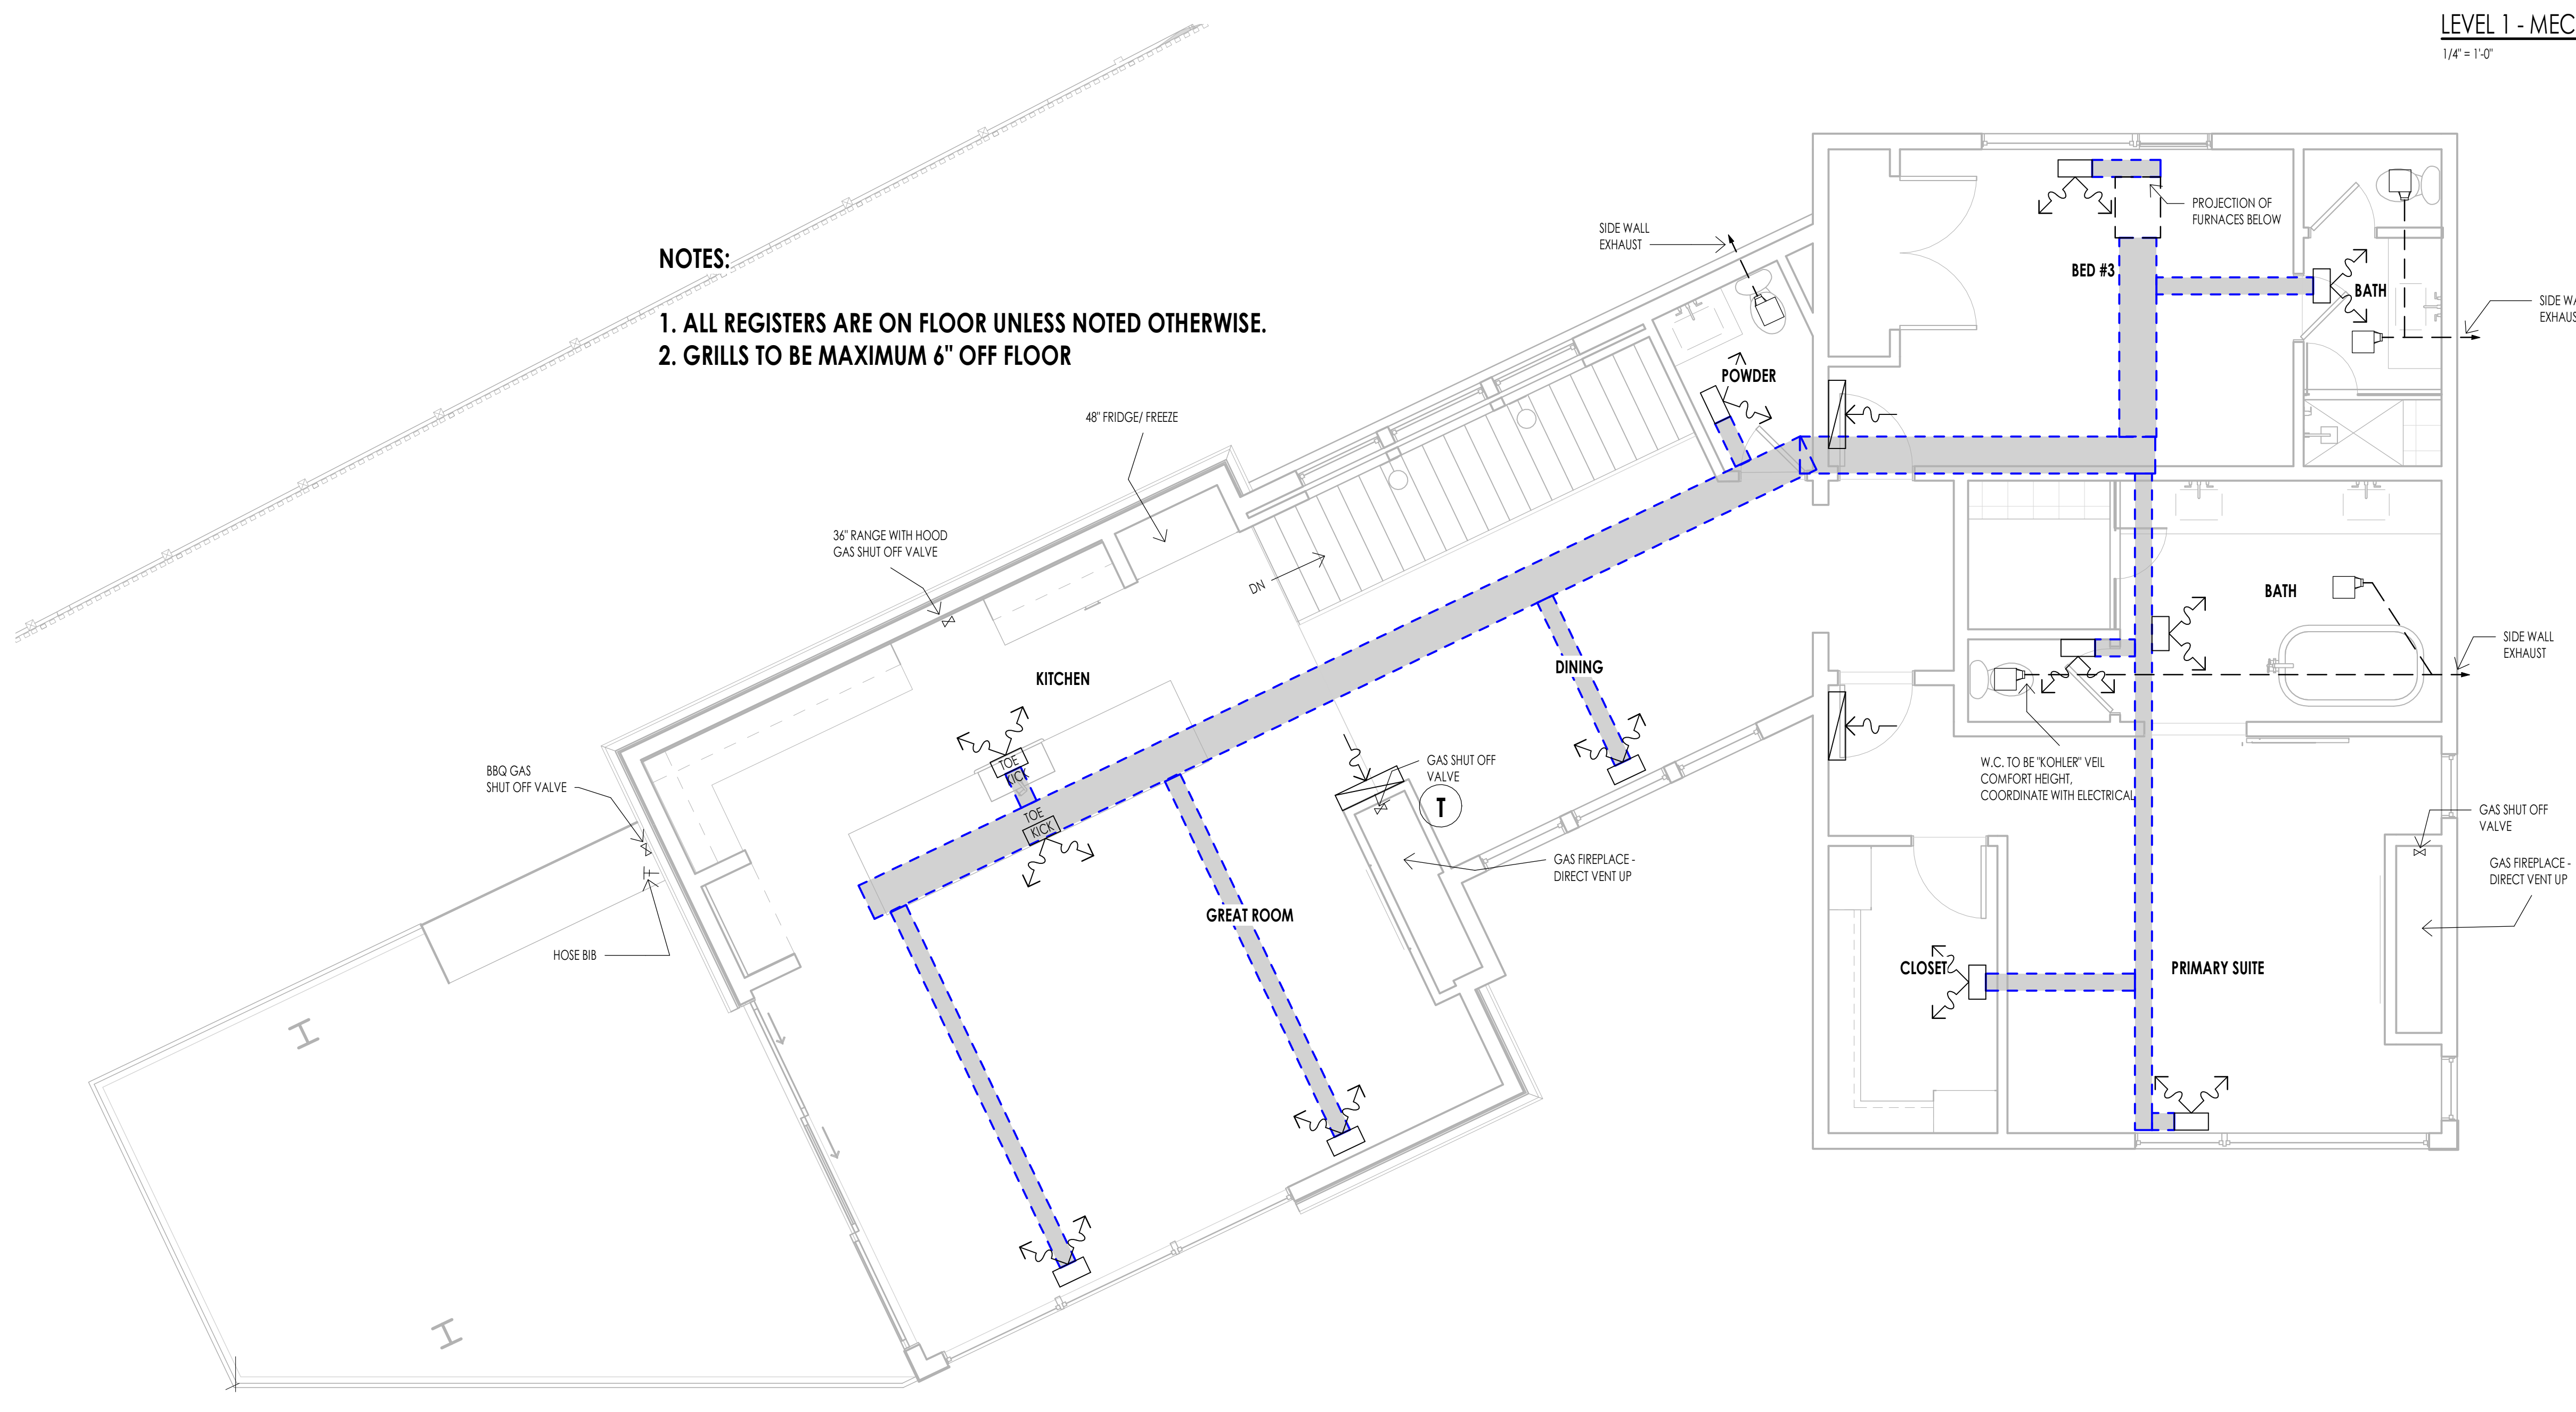 LEVEL 1 - MEC
1/4" = 1'-0"
NOTES:
1. ALL REGISTERS ARE ON FLOOR UNLESS NOTED OTHERWISE.
2. GRILLS TO BE MAXIMUM 6" OFF FLOOR
SIDE WALL
EXHAUST
PROJECTION OF
FURNACES BELOW
BED #3
BATH
SIDE WA
EXHAUS
POWDER
48" FRIDGE/ FREEZE
36" RANGE WITH HOOD
GAS SHUT OFF VALVE
DN
BATH
SIDE WALL
EXHAUST
KITCHEN
DINING
TOE
KICK
TOE
KICK
BBQ GAS
SHUT OFF VALVE
GAS SHUT OFF
VALVE
T
W.C. TO BE "KOHLER" VEIL
COMFORT HEIGHT,
COORDINATE WITH ELECTRICAL
GAS SHUT OFF
VALVE
GAS FIREPLACE -
DIRECT VENT UP
GAS FIREPLACE -
DIRECT VENT UP
GREAT ROOM
HOSE BIB
CLOSET
PRIMARY SUITE